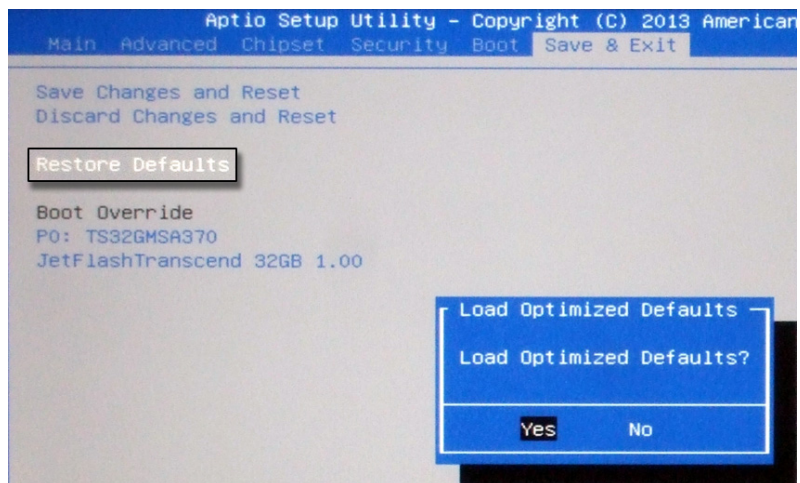 Aptio Setup Utility – Copyright (C) 2013 American
Main Advanced Chipset Security Boot Save & Exit
Save Changes and Reset
Discard Changes and Reset
Restore Defaults
Boot Override
P0: TS32GMSA370
JetFlashTranscend 32GB 1.00
Load Optimized Defaults
Load Optimized Defaults?
Yes No